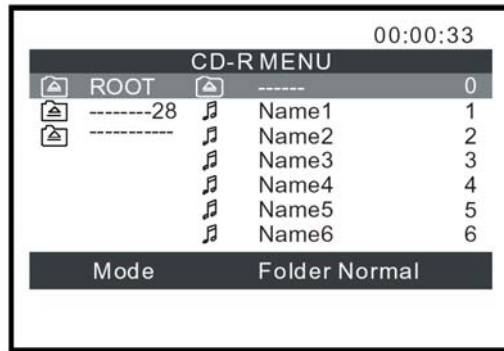 00:00:33
CD-R MENU
ROOT ------ 0
--------28 Name1 1
----------- Name2 2
Name3 3
Name4 4
Name5 5
Name6 6
Mode Folder Normal